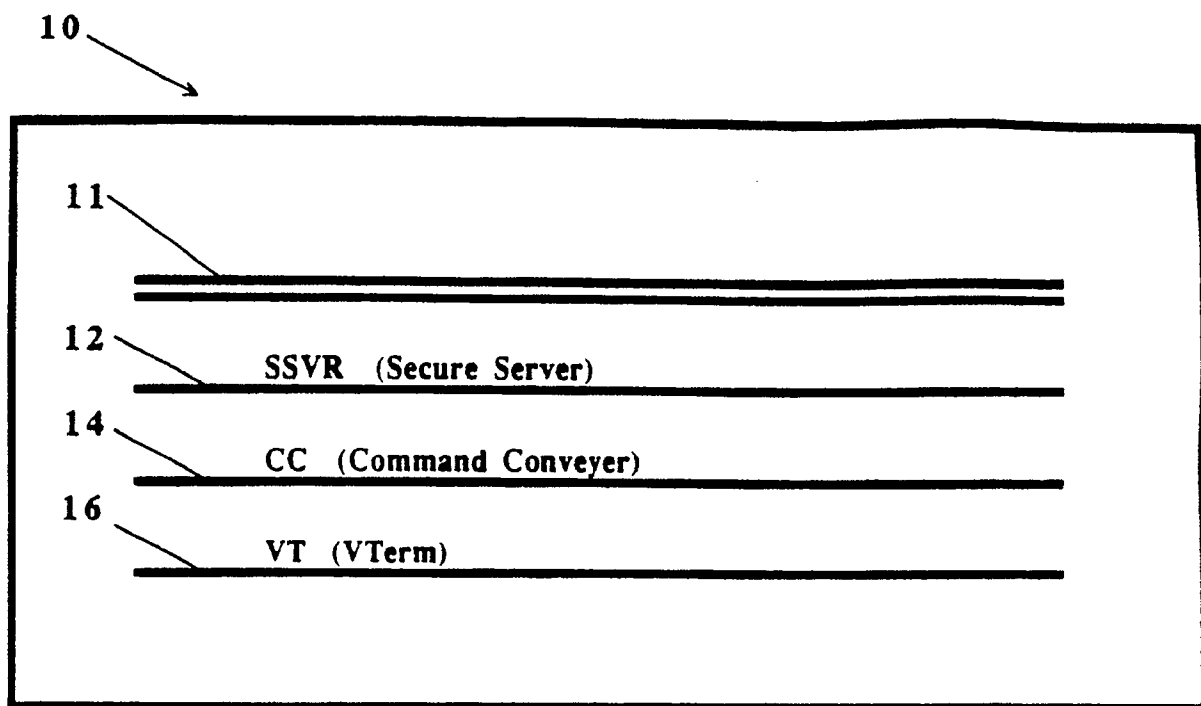 10
11
12
SSVR (Secure Server)
14
CC (Command Conveyer)
16
VT (VTerm)